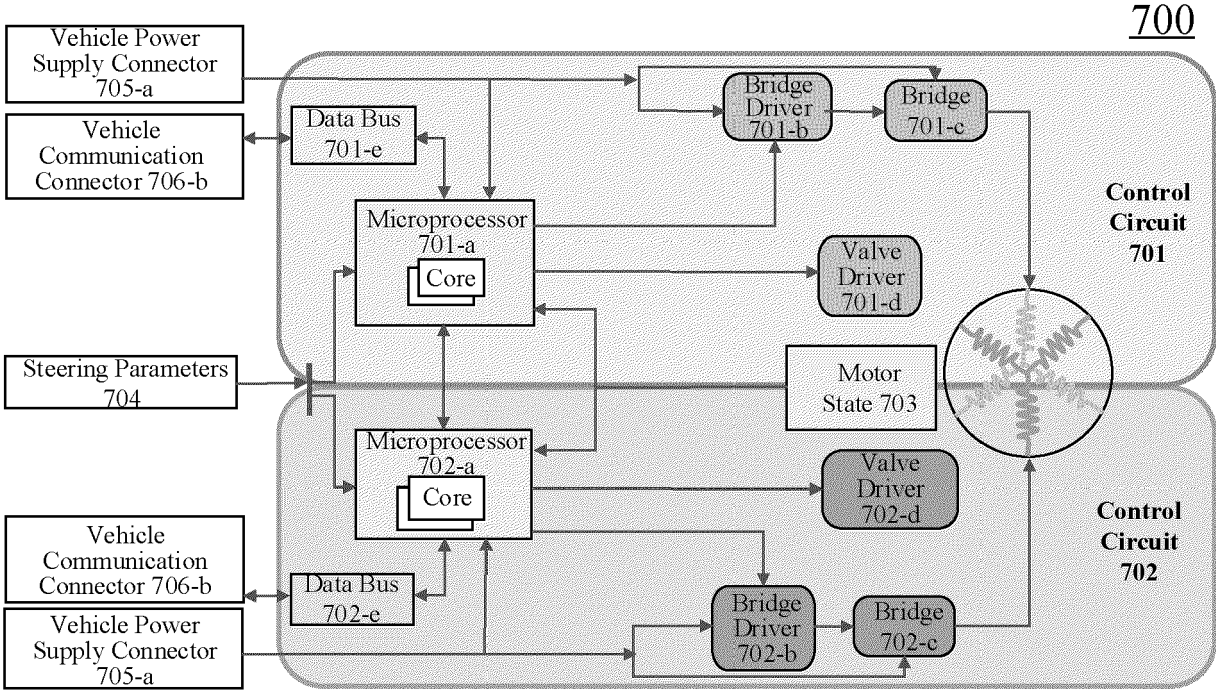 700
Vehicle Power
Supply Connector
705-a
Vehicle
Communication
Connector 706-b
Data Bus
701-e
Bridge
Driver
701-b
Bridge
701-c
Microprocessor
701-a
Core
Valve
Driver
701-d
Control
Circuit
701
Steering Parameters
704
Motor
State 703
Microprocessor
702-a
Core
Valve
Driver
702-d
Control
Circuit
702
Vehicle
Communication
Connector 706-b
Data Bus
702-e
Bridge
Driver
702-b
Bridge
702-c
Vehicle Power
Supply Connector
705-a